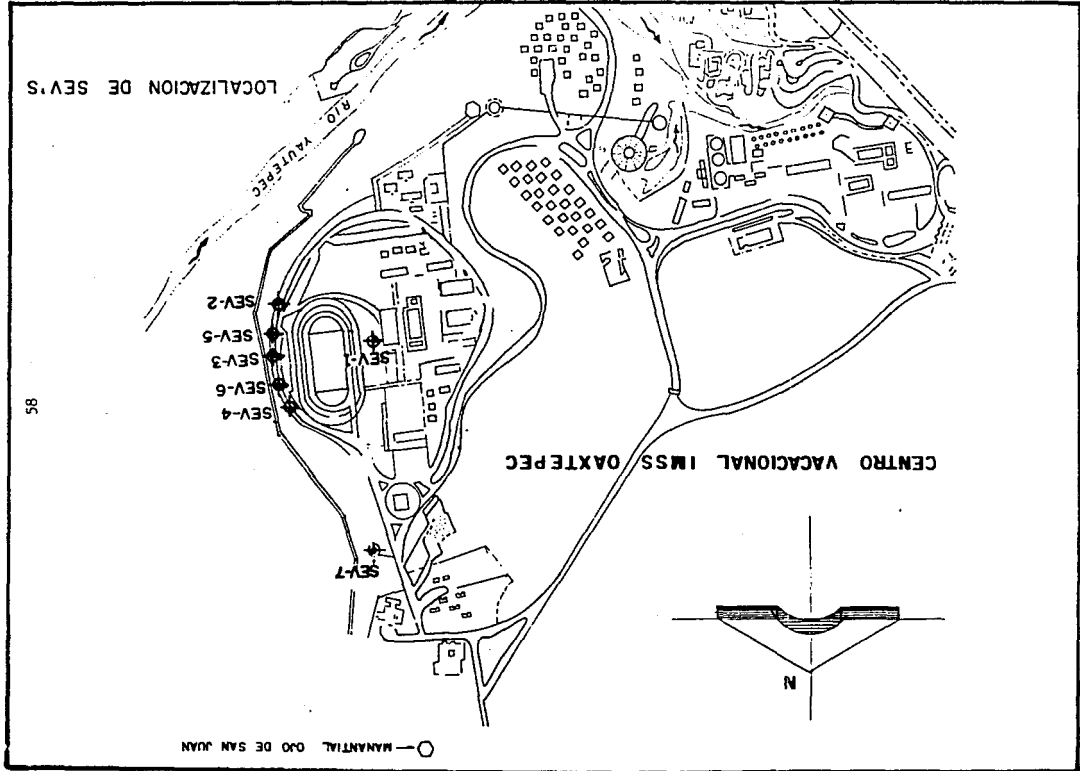 MANANTIAL OJO DE SAN JUAN
N
SEV-7
CENTRO VACACIONAL IMSS OAXTEPEC
SEV-4
SEV-6
SEV-3
SEV-1
SEV-5
SEV-2
RIO YAUTEPEC
LOCALIZACION DE SEV'S
58